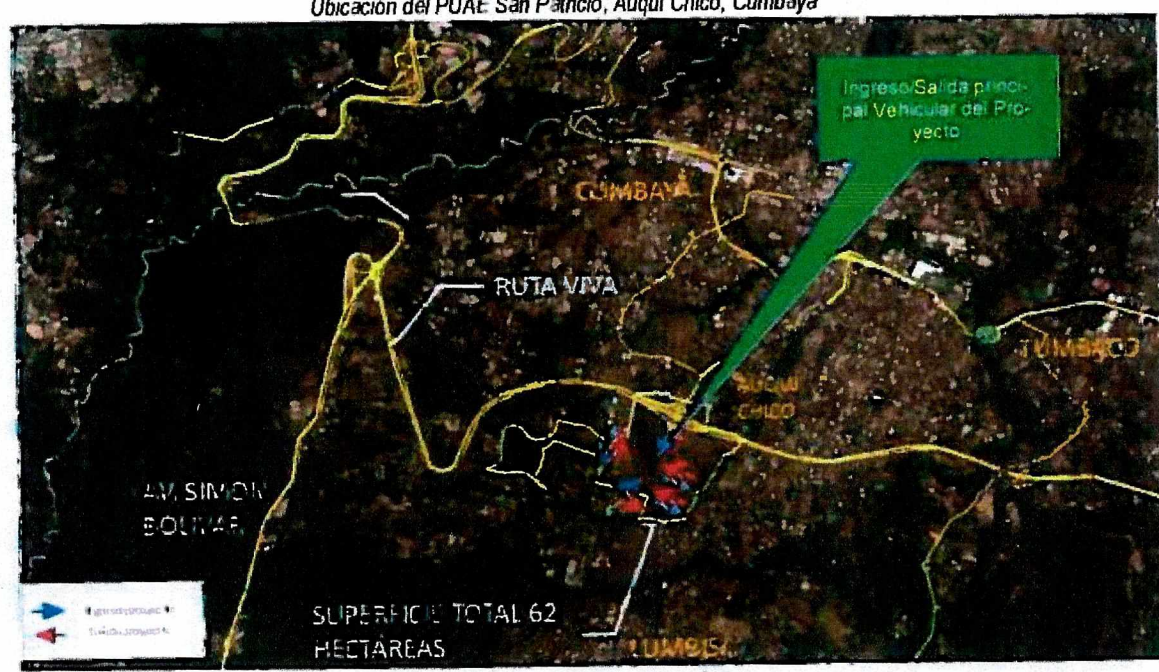 Ubicación del PUAE San Patricio, Auqui Chico, Cumbayá
Ingreso/Salida princi-
pal Vehicular del Pro-
yecto
CUMBAYÁ
RUTA VIVA
TUMBACO
AUQUI
CHICO
AV. SIMON
BOLIVAR
SUPERFICIE TOTAL 62
HECTÁREAS
LUMBISI